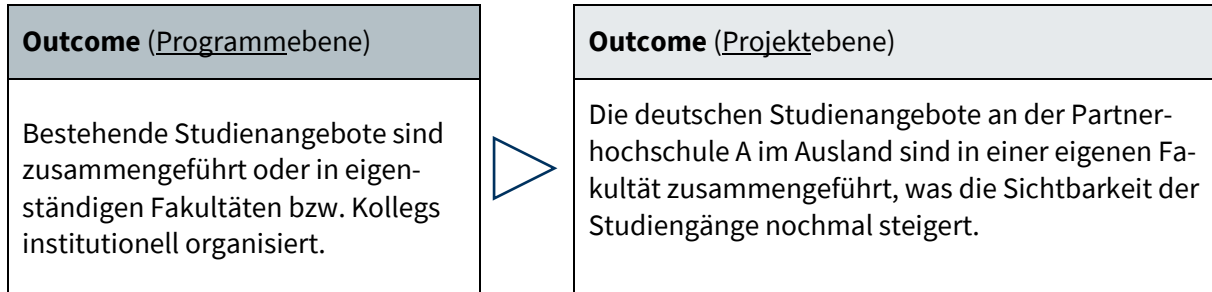 Outcome (Programmebene)
Bestehende Studienangebote sind
zusammengeführt oder in eigen-
ständigen Fakultäten bzw. Kollegs
institutionell organisiert.
Outcome (Projektebene)
Die deutschen Studienangebote an der Partner-
hochschule A im Ausland sind in einer eigenen Fa-
kultät zusammengeführt, was die Sichtbarkeit der
Studiengänge nochmal steigert.